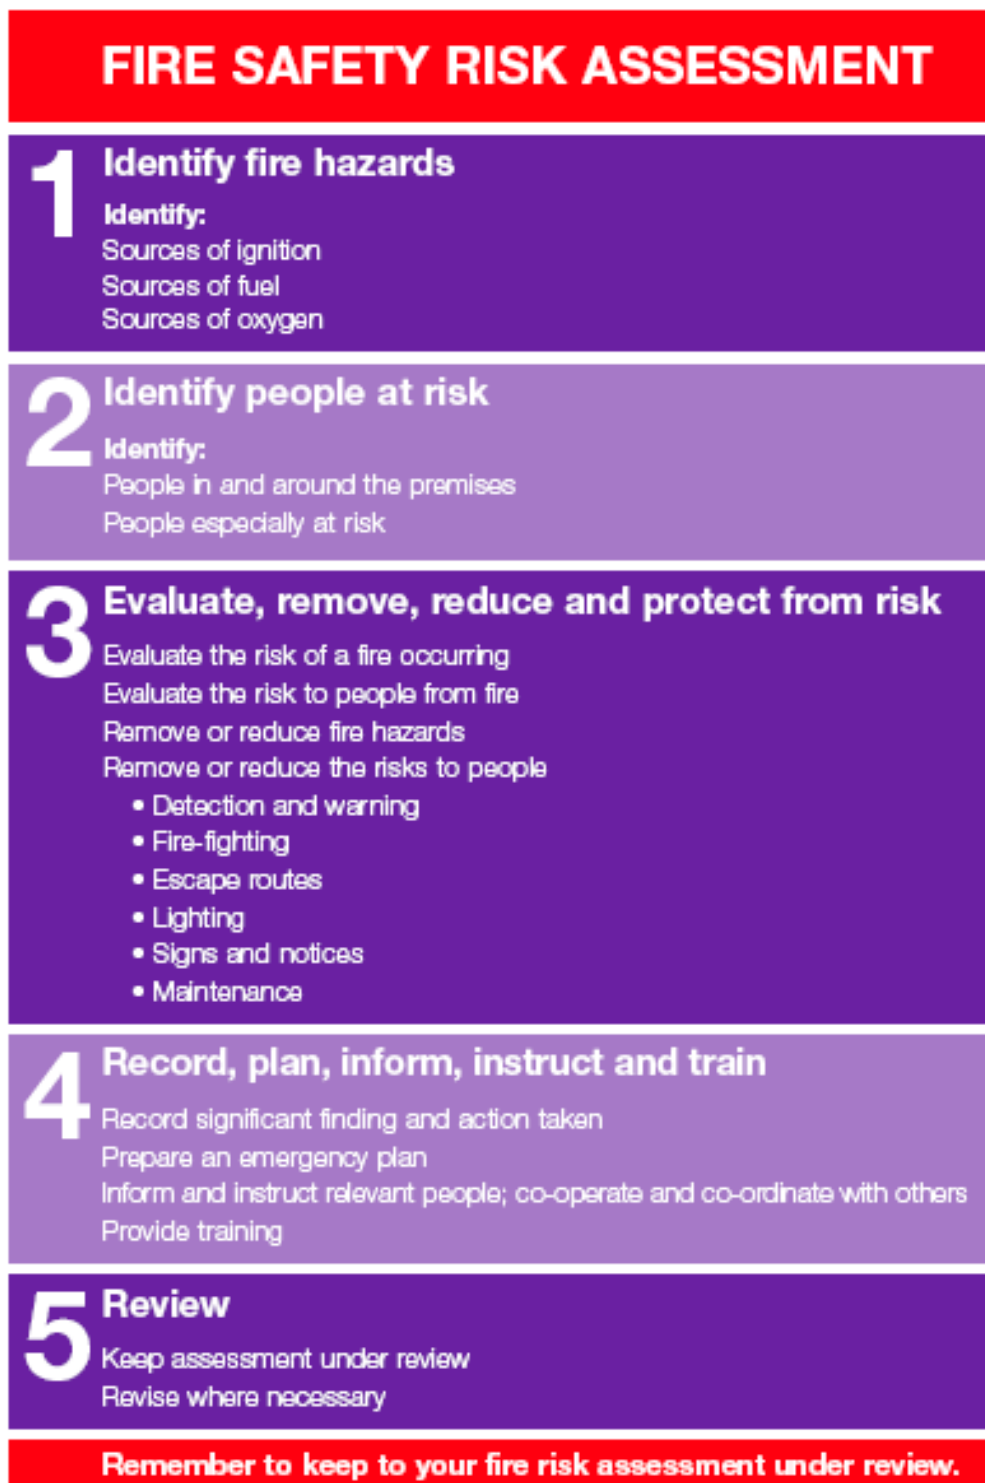 FIRE SAFETY RISK ASSESSMENT
1 Identify fire hazards
Identify:
Sources of ignition
Sources of fuel
Sources of oxygen
2 Identify people at risk
Identify:
People in and around the premises
People especially at risk
3 Evaluate, remove, reduce and protect from risk
Evaluate the risk of a fire occurring
Evaluate the risk to people from fire
Remove or reduce fire hazards
Remove or reduce the risks to people
• Detection and warning
• Fire-fighting
• Escape routes
• Lighting
• Signs and notices
• Maintenance
4 Record, plan, inform, instruct and train
Record significant finding and action taken
Prepare an emergency plan
Inform and instruct relevant people; co-operate and co-ordinate with others
Provide training
5 Review
Keep assessment under review
Revise where necessary
Remember to keep to your fire risk assessment under review.